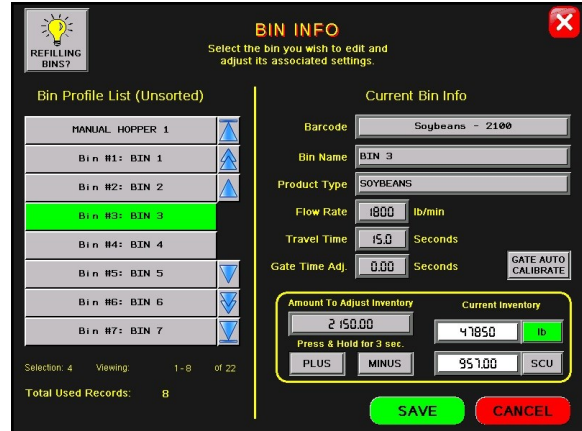 REFILLING
BINS?
BIN INFO
Select the bin you wish to edit and
adjust its associated settings.
X
Bin Profile List (Unsorted)
MANUAL HOPPER 1
Bin #1: BIN 1
Bin #2: BIN 2
Bin #3: BIN 3
Bin #4: BIN 4
Bin #5: BIN 5
Bin #6: BIN 6
Bin #7: BIN 7
Selection: 4 Viewing: 1-8 of 22
Total Used Records: 8
Current Bin Info
Barcode Soybeans - 2100
Bin Name BIN 3
Product Type SOYBEANS
Flow Rate 1800 lb/min
Travel Time 15.0 Seconds
Gate Time Adj. 0.00 Seconds
GATE AUTO
CALIBRATE
Amount To Adjust Inventory
2150.00
Press & Hold for 3 sec.
PLUS MINUS
Current Inventory
47850 lb
957.00 SCU
SAVE CANCEL